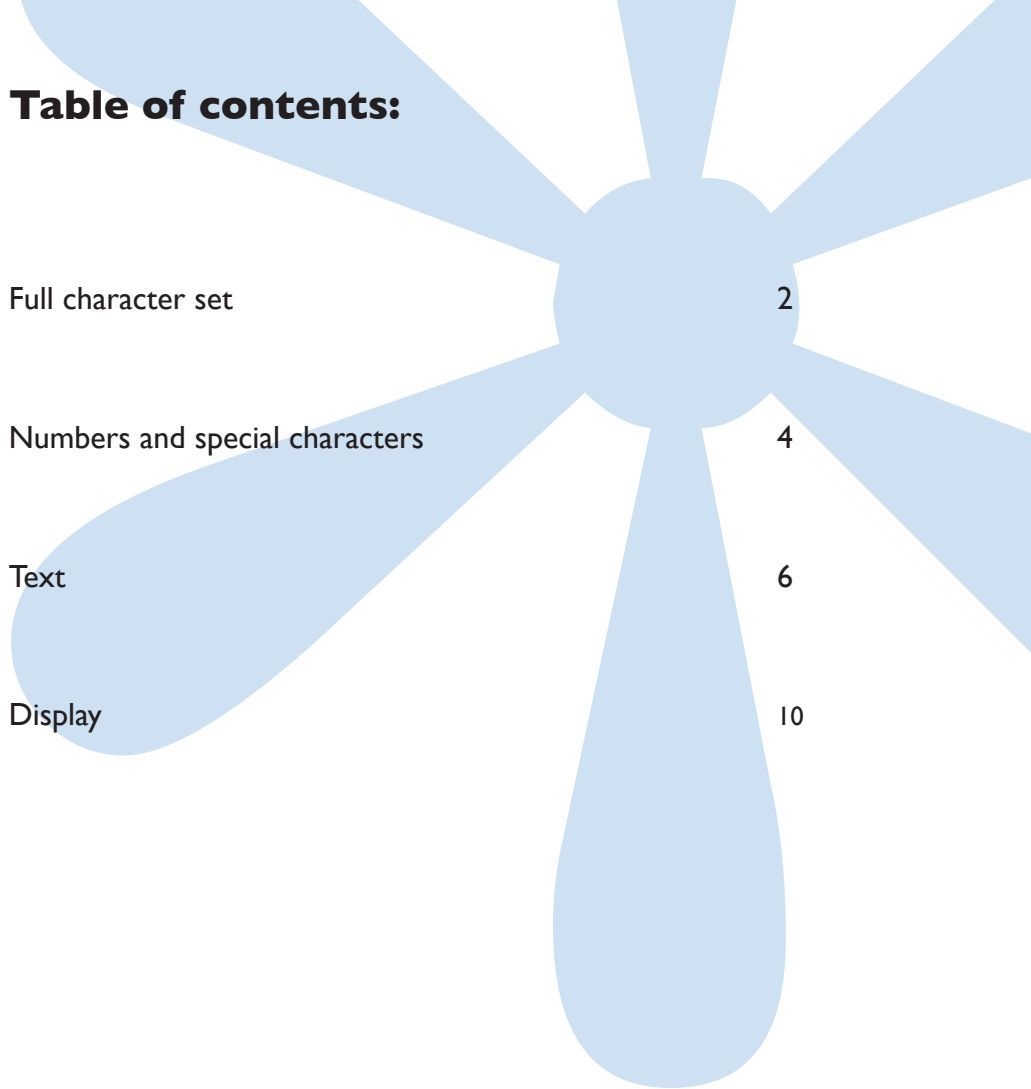 Table of contents:
Full character set 2
Numbers and special characters 4
Text 6
Display 10